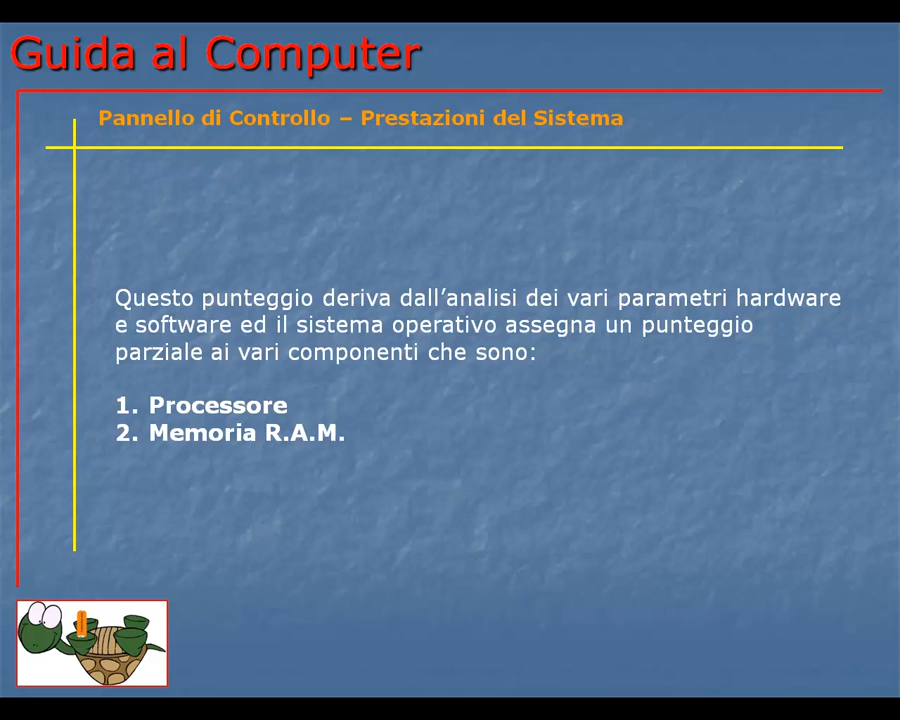 Guida al Computer
Pannello di Controllo – Prestazioni del Sistema
Questo punteggio deriva dall’analisi dei vari parametri hardware
e software ed il sistema operativo assegna un punteggio
parziale ai vari componenti che sono:
1. Processore
2. Memoria R.A.M.